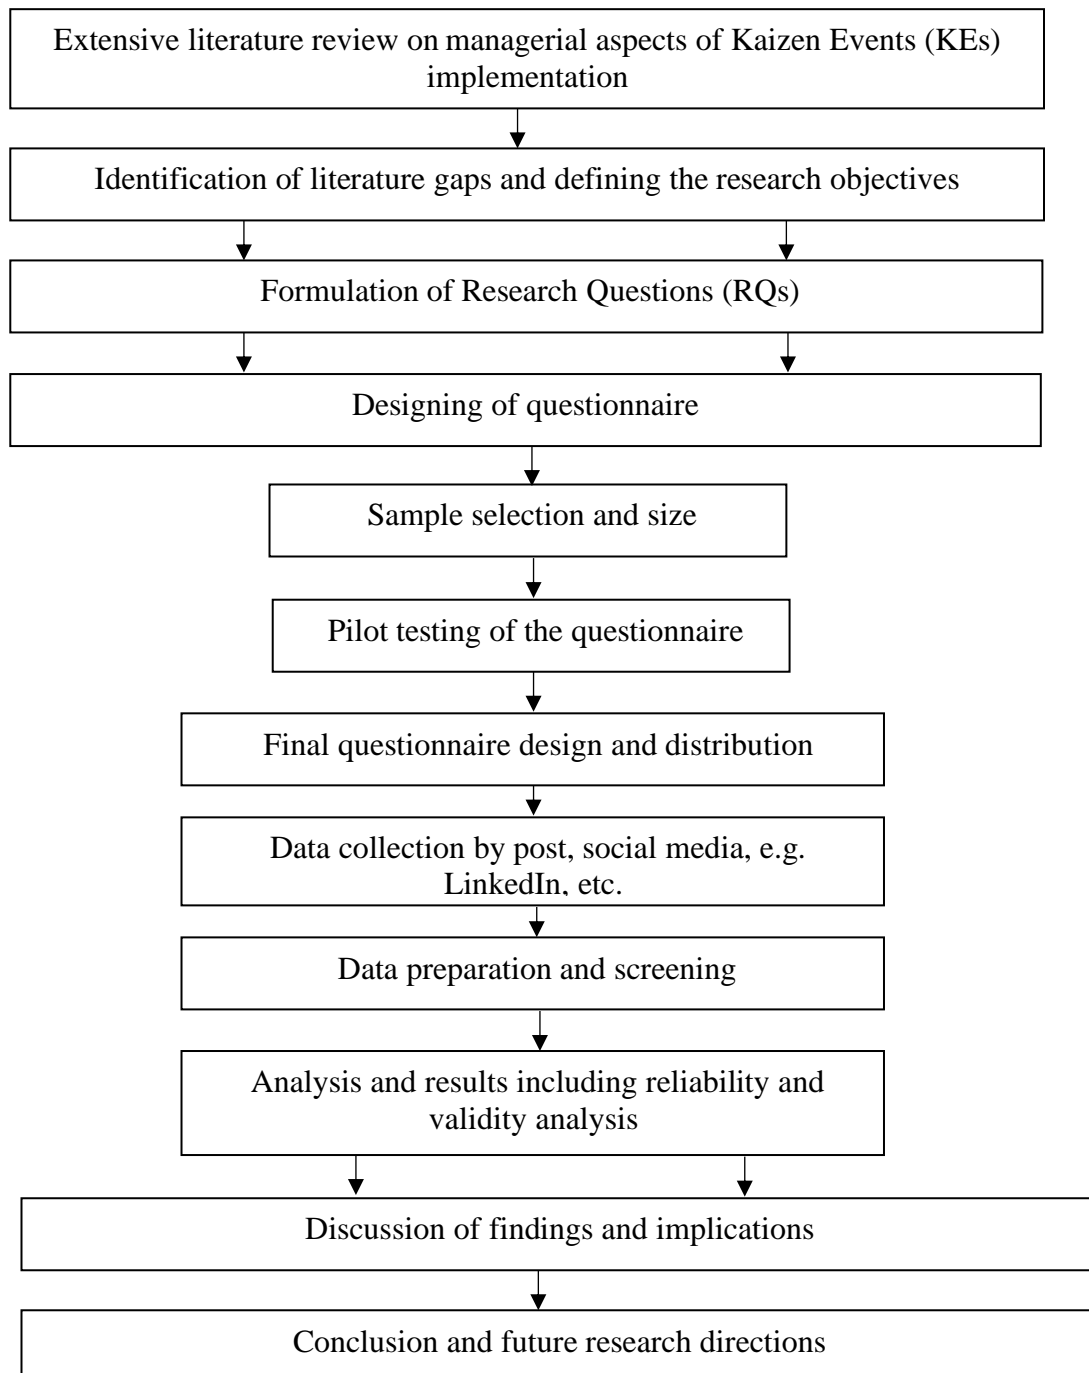 Extensive literature review on managerial aspects of Kaizen Events (KEs)
implementation
Identification of literature gaps and defining the research objectives
Formulation of Research Questions (RQs)
Designing of questionnaire
Sample selection and size
Pilot testing of the questionnaire
Final questionnaire design and distribution
Data collection by post, social media, e.g.
LinkedIn, etc.
Data preparation and screening
Analysis and results including reliability and
validity analysis
Discussion of findings and implications
Conclusion and future research directions